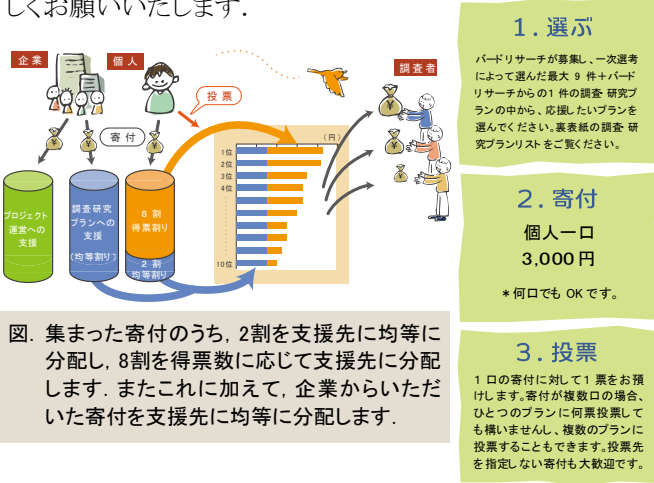 しくお願いいたします.
企業
個人
調査者
投票
寄付
(円)
1位
2位
3位
4位
10位
プロジェクト
運営への
支援
調査研究
プランへの
支援
(均等割り)
8 割
得票割り
2 割
均等割り
図. 集まった寄付のうち, 2割を支援先に均等に
分配し, 8割を得票数に応じて支援先に分配
します. またこれに加えて, 企業からいただ
いた寄付を支援先に均等に分配します.
1. 選ぶ
バードリサーチが募集し、一次選考
によって選んだ最大 9 件+バード
リサーチからの1 件の調査 研究プ
ランの中から、応援したいプランを
選んでください。裏表紙の調査 研
究プランリストをご覧ください。
2. 寄付
個人一口
3,000 円
*何口でも OK です。
3. 投票
1 口の寄付に対して1 票をお預
けします。寄付が複数口の場合、
ひとつのプランに何票投票して
も構いませんし、複数のプランに
投票することもできます。投票先
を指定しない寄付も大歓迎です。